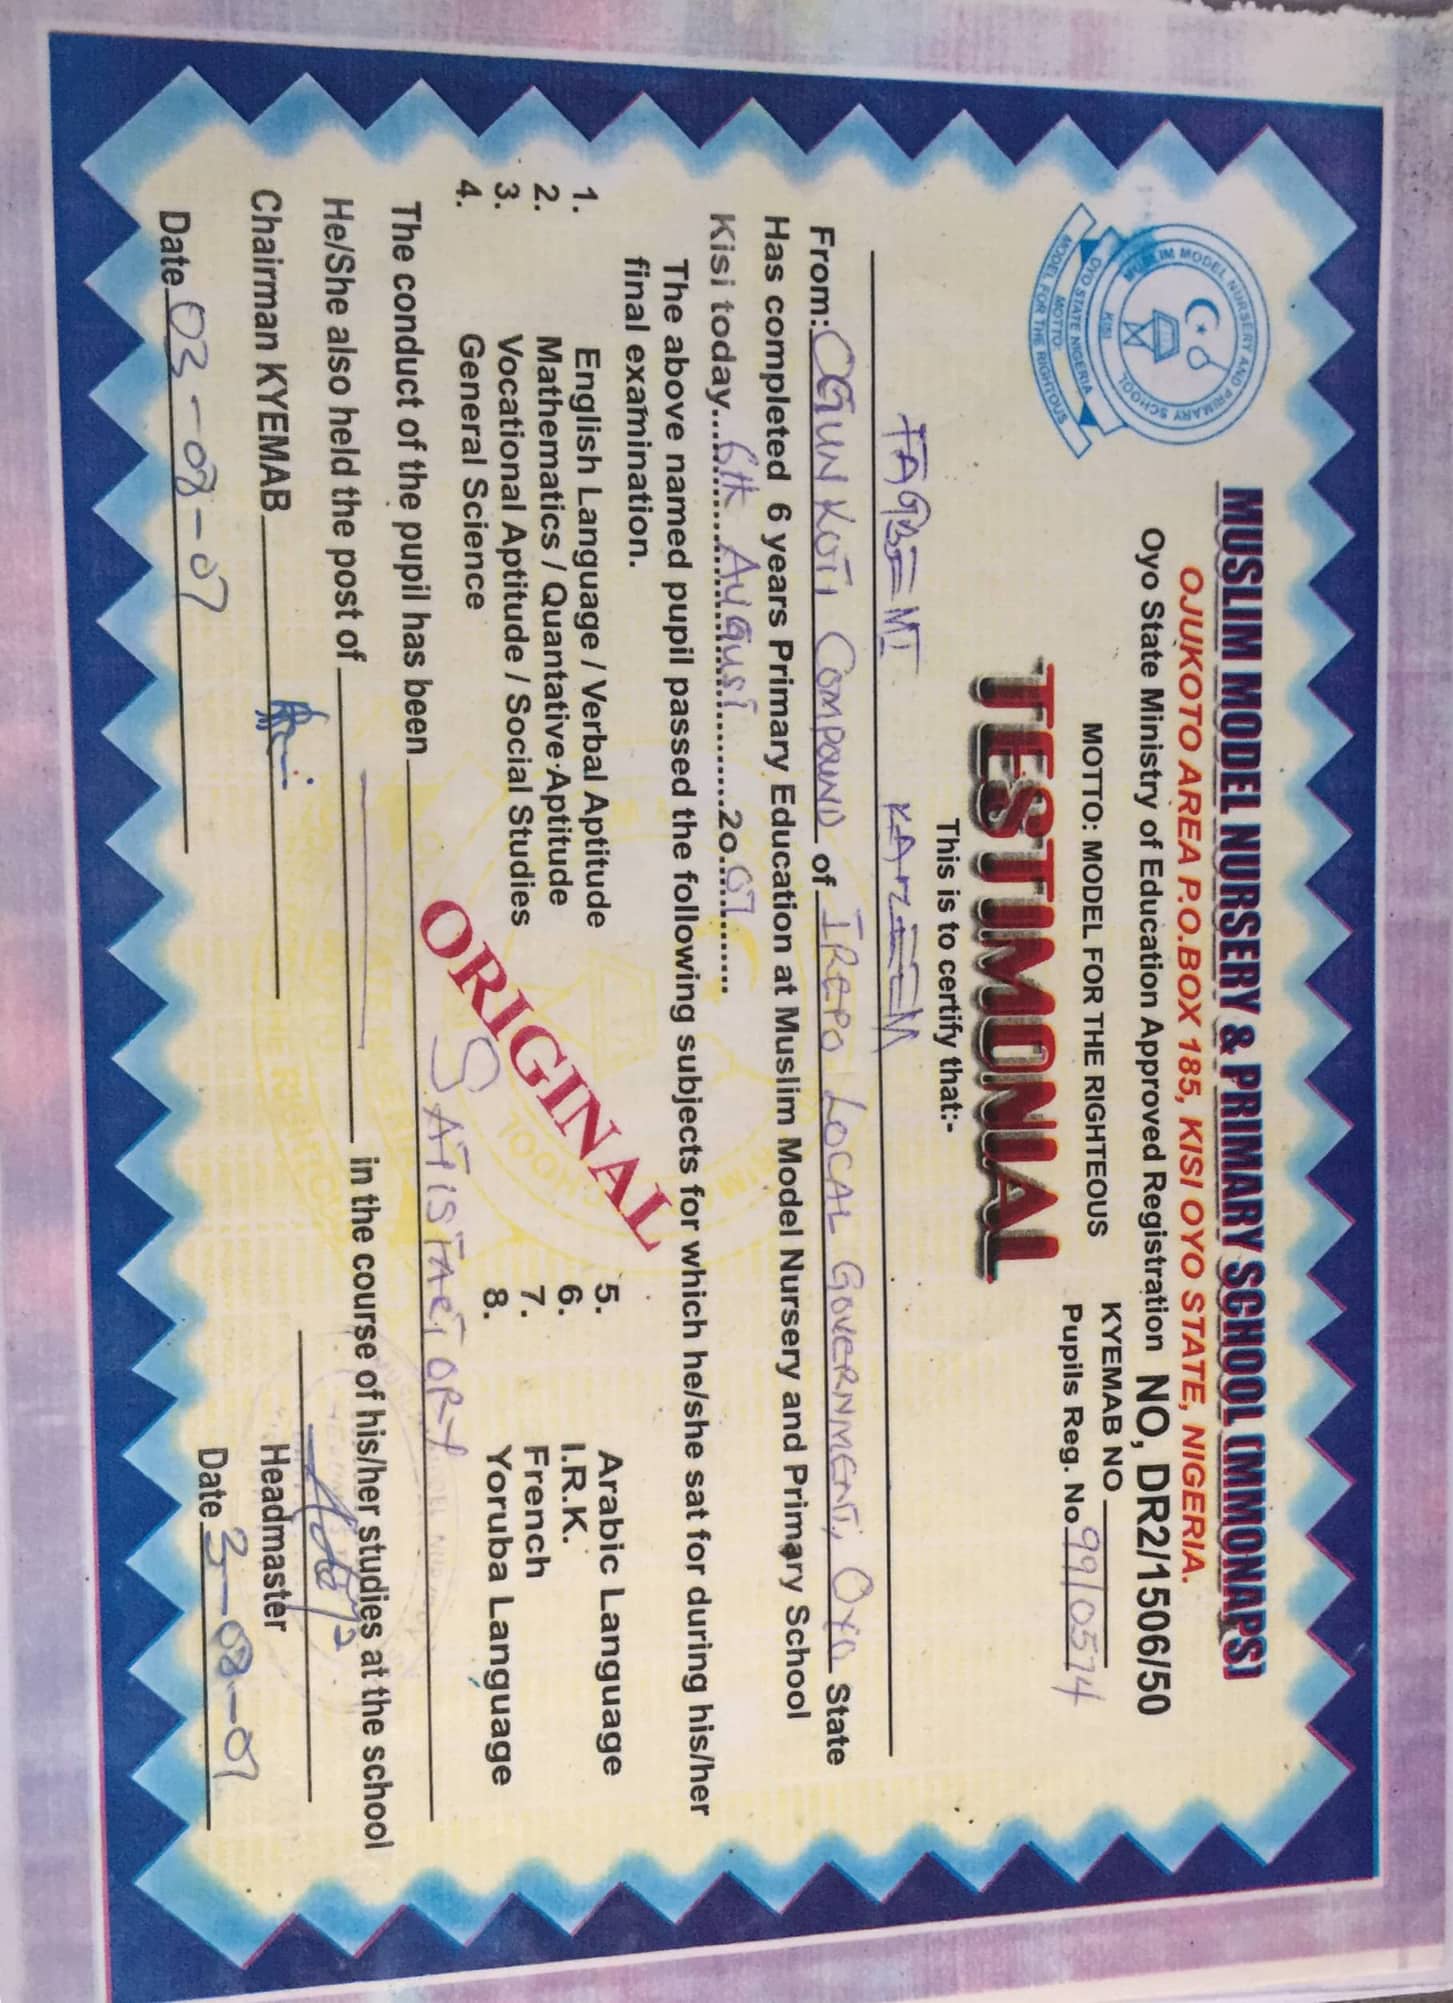 MUSLIM MODEL NURSERY AND PRIMARY SCHOOL
KISI
OYO STATE NIGERIA
MOTTO:
MODEL FOR THE RIGHTOUS
MUSLIM MODEL NURSERY & PRIMARY SCHOOL (MMONAPS)
OJUKOTO AREA P.O.BOX 185, KISI OYO STATE, NIGERIA.
Oyo State Ministry of Education Approved Registration NO, DR2/1506/50
MOTTO: MODEL FOR THE RIGHTEOUS
KYEMAB NO
Pupils Reg. No 99/0574
TESTIMONIAL
This is to certify that:-
FAGBEMI KAZEEM
From: OGUNKOTI COMPOUND of IREPO LOCAL GOVERNMENT, OYO State
Has completed 6 years Primary Education at Muslim Model Nursery and Primary School
Kisi today... 6th August ...20 07
The above named pupil passed the following subjects for which he/she sat for during his/her
final examination.
1. English Language / Verbal Aptitude
2. Mathematics / Quantative Aptitude
3. Vocational Aptitude / Social Studies
4. General Science
5. Arabic Language
6. I.R.K.
7. French
8. Yoruba Language
ORIGINAL
The conduct of the pupil has been SATISFACTORY
He/She also held the post of in the course of his/her studies at the school
Chairman KYEMAB
Headmaster
Date 03-08-07
Date 3-08-07